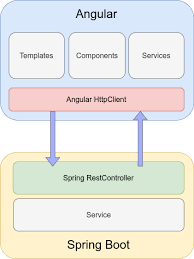 Angular
Templates
Components
Services
Angular HttpClient
Spring RestController
Service
Spring Boot